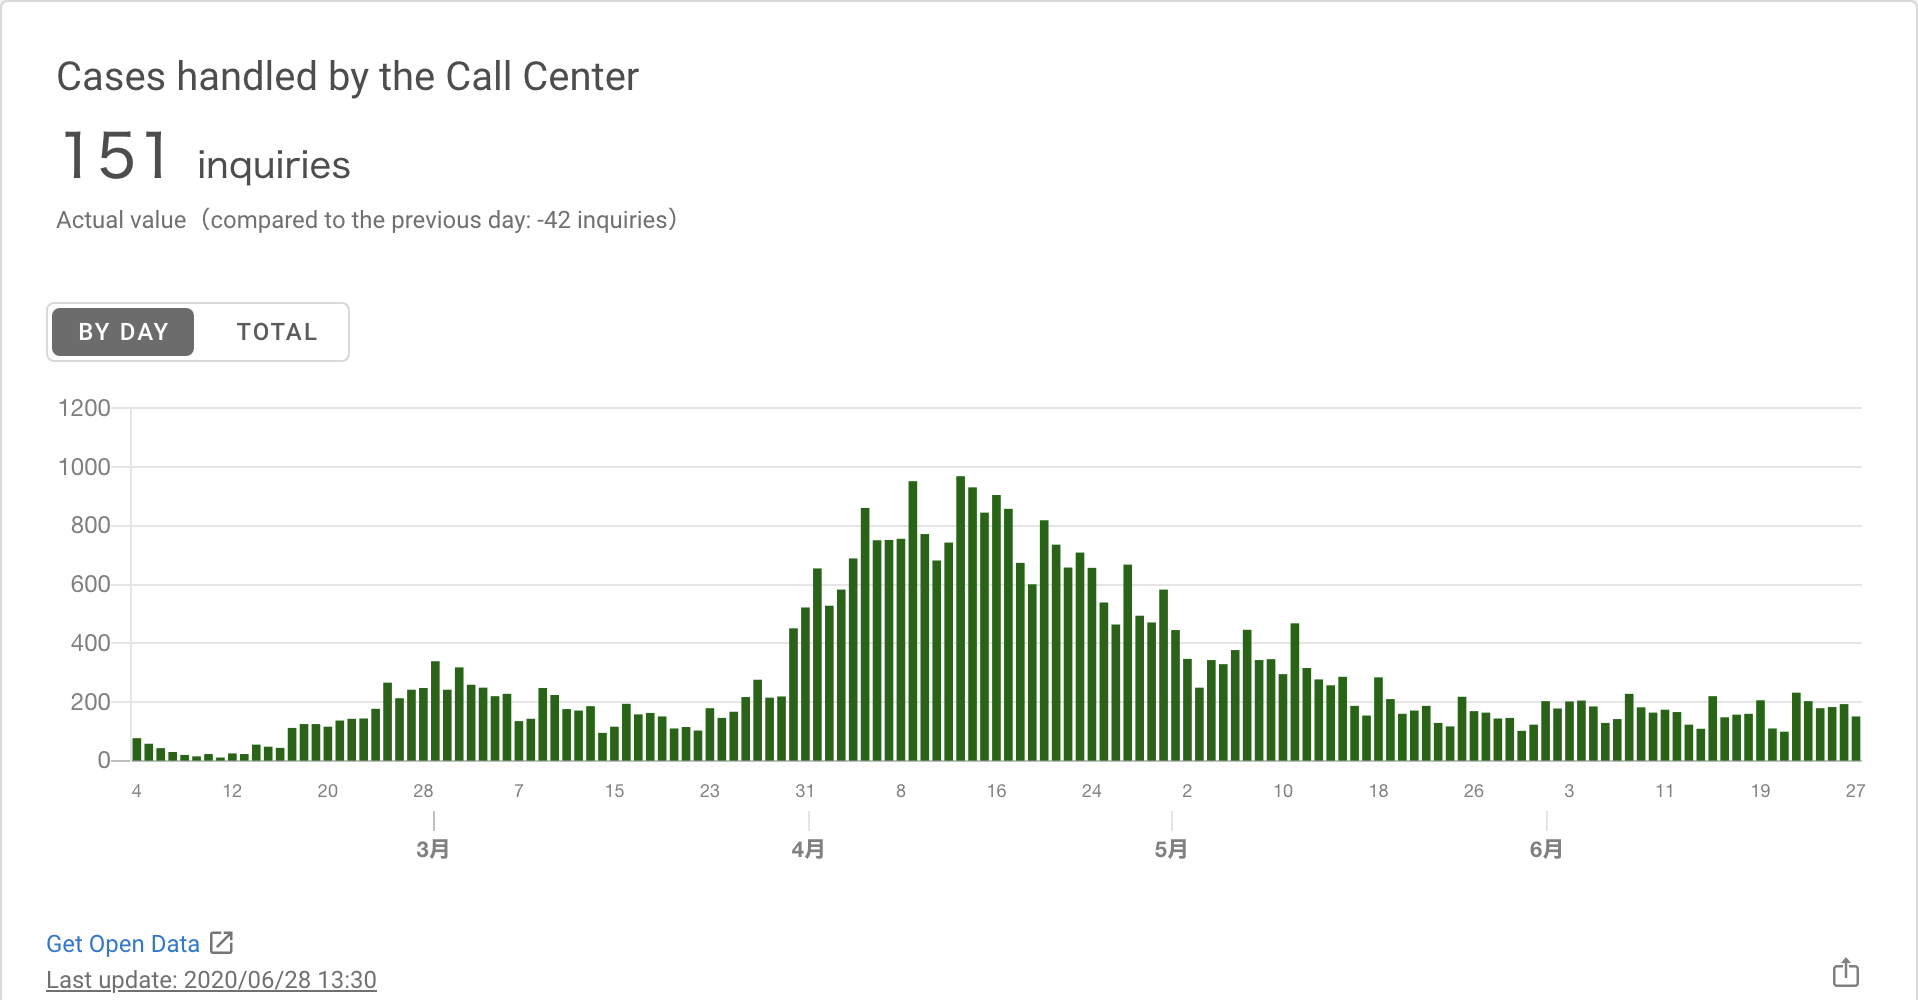 Cases handled by the Call Center
151 inquiries
Actual value（compared to the previous day: -42 inquiries）
BY DAY TOTAL
1200
1000
800
600
400
200
0
4 12 20 28 7 15 23 31 8 16 24 2 10 18 26 3 11 19 27
3月 4月 5月 6月
Get Open Data
Last update: 2020/06/28 13:30